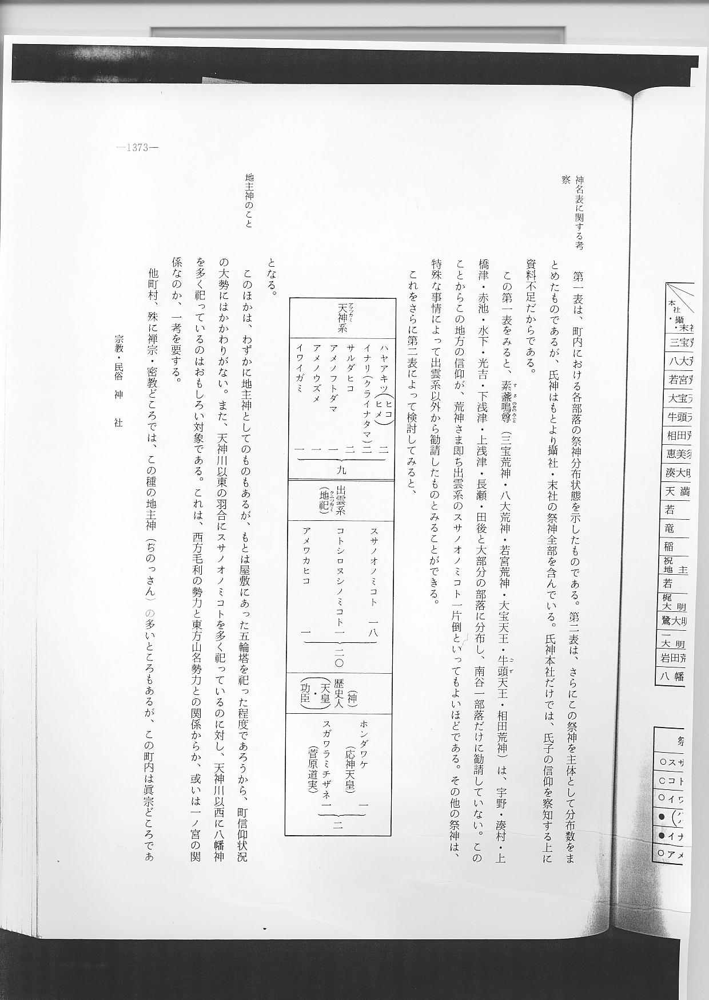 本社・攝・末
三宝荒
八大荒
若宮荒
大宝天
牛頭天
相田荒
恵美須
湊大明
天満
若
竜
稲
祝
地主
若
梶
大明
鷺大明
一
大明
岩田荒
八幡
祭
○スサ
○コト
○イワ
●(ハ
ハ
●イナ
○アメ
神名表に関する考
察
第一表は、町内における各部落の祭神分布状態を示したものである。第二表は、さらにこの祭神を主体として分布数をま
とめたものであるが、氏神はもとより攝社・末社の祭神全部を含んでいる。氏神本社だけでは、氏子の信仰を察知する上に
資料不足だからである。
この第一表をみると、素盞嗚尊(三宝荒神・八大荒神・若宮荒神・大宝天王・牛頭天王・相田荒神)は、宇野・湊村・上
すさのおのみこと
ごず
橋津・赤池・水下・光吉・下浅津・上浅津・長瀬・田後と大部分の部落に分布し、南谷一部落だけに勧請していない。この
ことからこの地方の信仰が、荒神さま即ち出雲系のスサノオノミコト一片倒といってもよいほどである。その他の祭神は、
特殊な事情によって出雲系以外から勧請したものとみることができる。
これをさらに第二表によって検討してみると、
天神系
アマツカミ
ハヤアキツ(ヒコ
ヒメ) 二
イナリ(クライナタマ) 二
サルダヒコ 二
アメノフトダマ 一
アメノウズメ 一
イワイガミ 一
九
出雲系
(地祀)
クニツカミ
スサノオノミコト 一八
コトシロヌシノミコト 一
アメワカヒコ 一
二〇
(神)
歴史人
(天皇・
功臣)
ホンダワケ 一
(応神天皇)
スガワラミチザネ 一
(菅原道実)
二
となる。
地主神のこと
このほかは、わずかに地主神としてのものもあるが、もとは屋敷にあった五輪塔を祀った程度であろうから、町信仰状況
の大勢にはかかわりがない。また、天神川以東の羽合にスサノオノミコトを多く祀っているのに対し、天神川以西に八幡神
を多く祀っているのはおもしろい対象である。これは、西方毛利の勢力と東方山名勢力との関係からか、或いは一ノ宮の関
係なのか、一考を要する。
他町村、殊に禅宗・密教どころでは、この種の地主神(ぢのっさん)の多いところもあるが、この町内は眞宗どころであ
宗教・民俗 神 社
—1373—